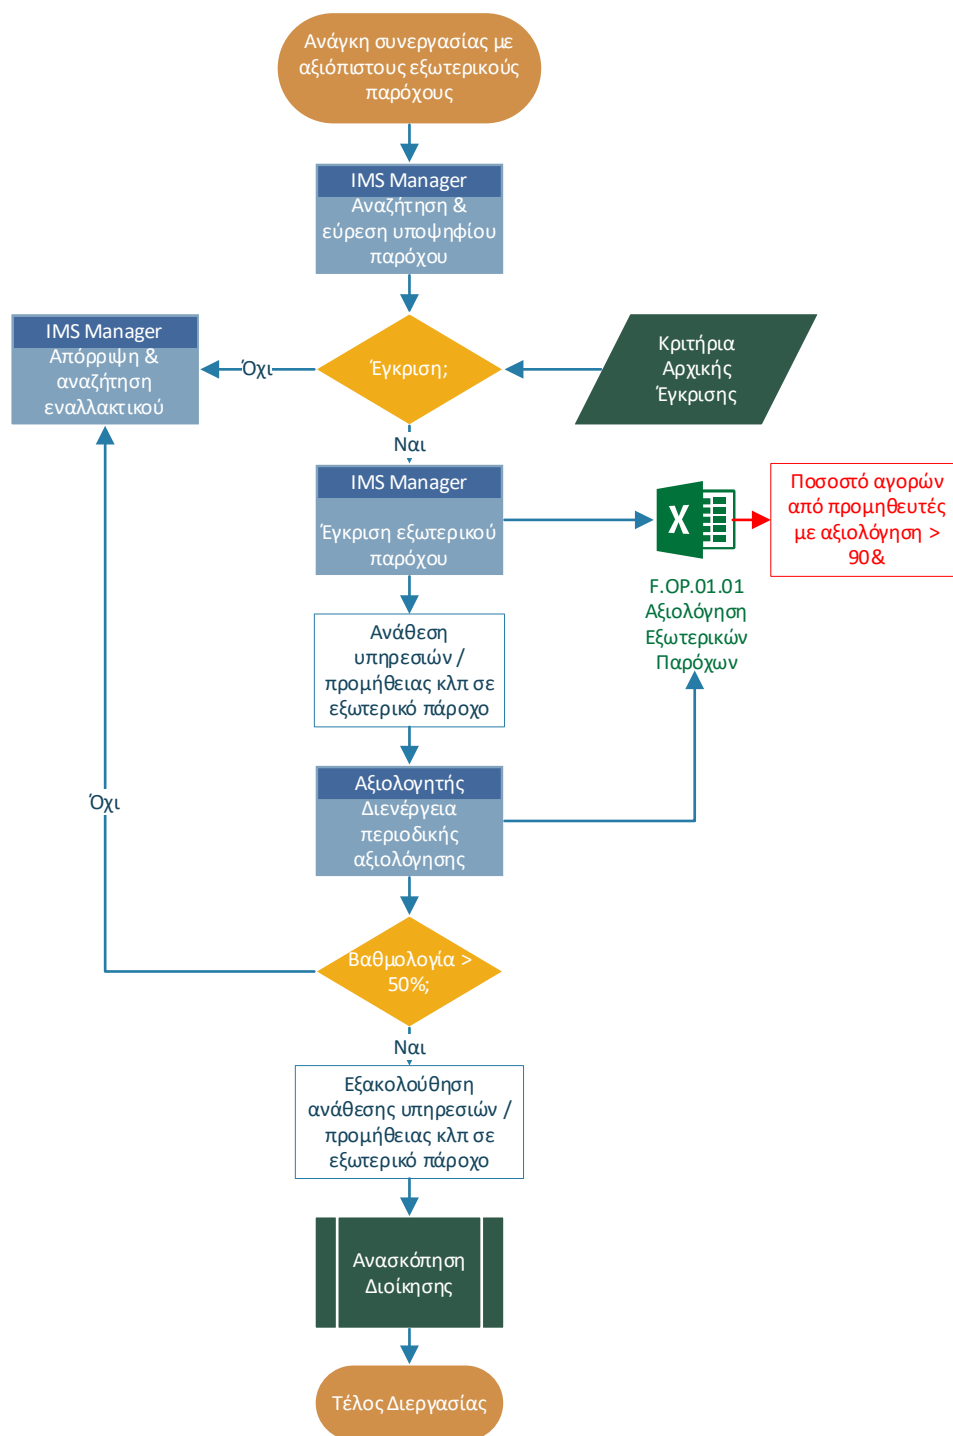 Ανάγκη συνεργασίας με
αξιόπιστους εξωτερικούς
παρόχους
IMS Manager
Αναζήτηση &
εύρεση υποψηφίου
παρόχου
IMS Manager
Απόρριψη &
αναζήτηση
εναλλακτικού
Όχι
Έγκριση;
Κριτήρια
Αρχικής
Έγκρισης
Ναι
IMS Manager
Έγκριση εξωτερικού
παρόχου
X
Ποσοστό αγορών
από προμηθευτές
με αξιολόγηση >
90&
F.OP.01.01
Αξιολόγηση
Εξωτερικών
Παρόχων
Ανάθεση
υπηρεσιών /
προμήθειας κλπ σε
εξωτερικό πάροχο
Αξιολογητής
Διενέργεια
περιοδικής
αξιολόγησης
Όχι
Βαθμολογία >
50%;
Ναι
Εξακολούθηση
ανάθεσης υπηρεσιών /
προμήθειας κλπ σε
εξωτερικό πάροχο
Ανασκόπηση
Διοίκησης
Τέλος Διεργασίας